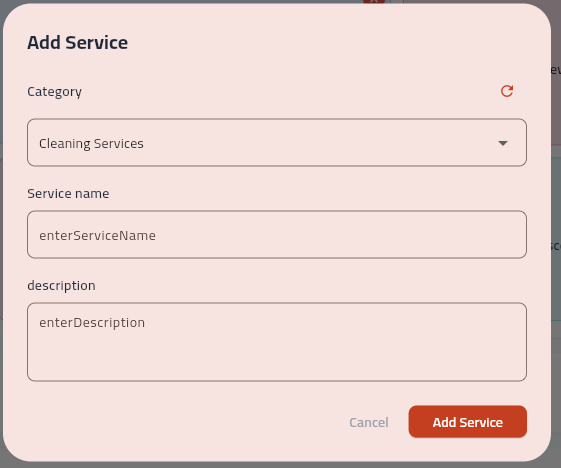 Add Service
Category
Cleaning Services
Service name
enterServiceName
description
enterDescription
Cancel
Add Service